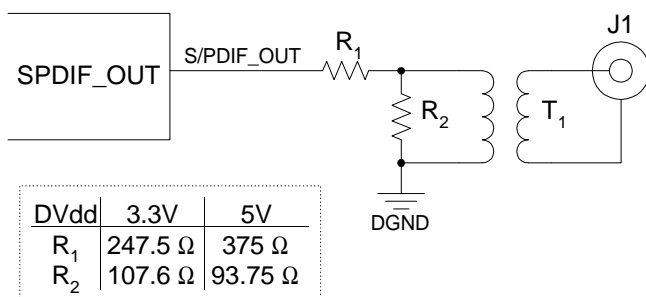 J1
S/PDIF_OUT R₁
SPDIF_OUT
R₂ T₁
DGND
DVdd 3.3V 5V
R₁ 247.5 Ω 375 Ω
R₂ 107.6 Ω 93.75 Ω